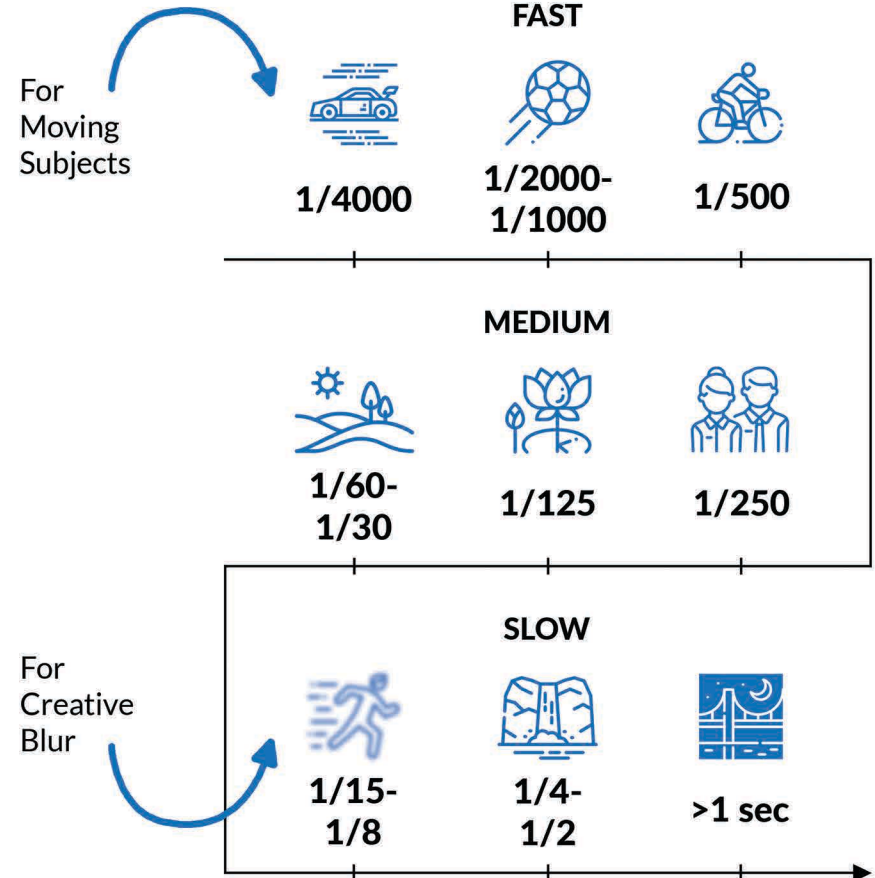 FAST
For
Moving
Subjects
1/4000
1/2000-
1/1000
1/500
MEDIUM
1/60-
1/30
1/125
1/250
SLOW
For
Creative
Blur
1/15-
1/8
1/4-
1/2
>1 sec